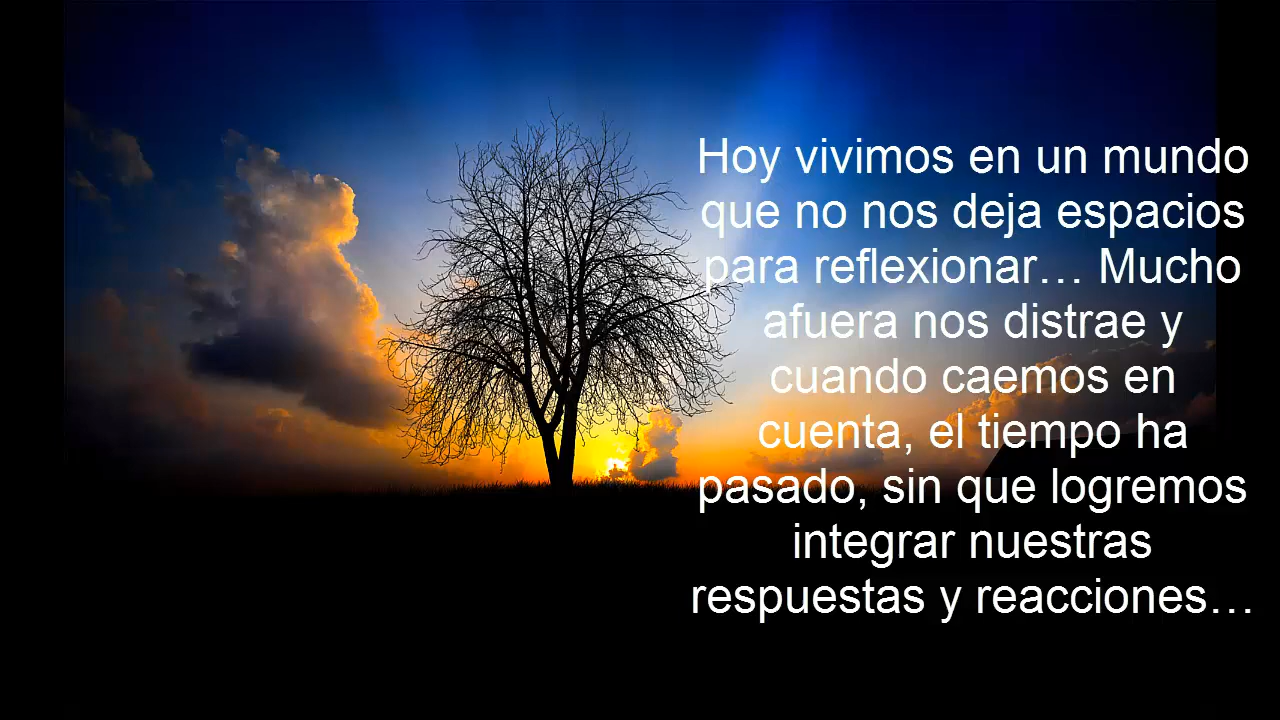 Hoy vivimos en un mundo
que no nos deja espacios
para reflexionar… Mucho
afuera nos distrae y
cuando caemos en
cuenta, el tiempo ha
pasado, sin que logremos
integrar nuestras
respuestas y reacciones…